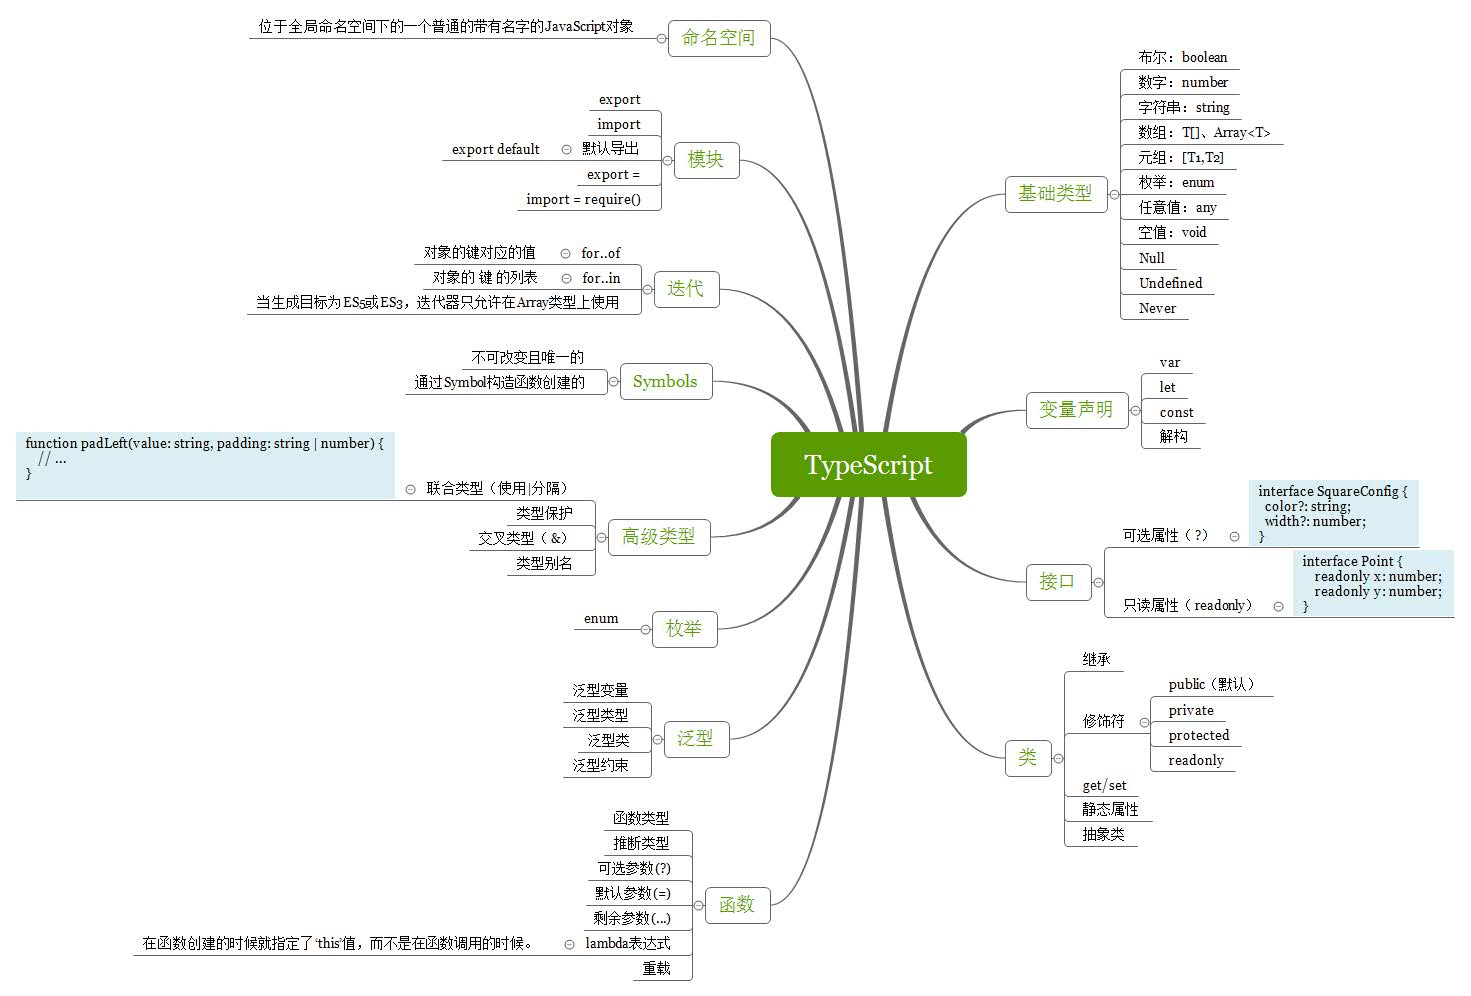 TypeScript
基础类型
布尔：boolean
数字：number
字符串：string
数组：T[]、Array<T>
元组：[T1,T2]
枚举：enum
任意值：any
空值：void
Null
Undefined
Never
变量声明
var
let
const
解构
接口
可选属性（ ?）
interface SquareConfig {
color?: string;
width?: number;
}
只读属性（ readonly）
interface Point {
readonly x: number;
readonly y: number;
}
类
继承
修饰符
public（默认）
private
protected
readonly
get/set
静态属性
抽象类
命名空间
位于全局命名空间下的一个普通的带有名字的JavaScript对象
模块
export
import
默认导出
export default
export =
import = require()
迭代
for..of
对象的键对应的值
for..in
对象的 键 的列表
当生成目标为ES5或ES3，迭代器只允许在Array类型上使用
Symbols
不可改变且唯一的
通过Symbol构造函数创建的
高级类型
联合类型（使用|分隔）
function padLeft(value: string, padding: string | number) {
// ...
}
类型保护
交叉类型（ &）
类型别名
枚举
enum
泛型
泛型变量
泛型类型
泛型类
泛型约束
函数
函数类型
推断类型
可选参数(?)
默认参数(=)
剩余参数(...)
lambda表达式
在函数创建的时候就指定了‘this’值，而不是在函数调用的时候。
重载